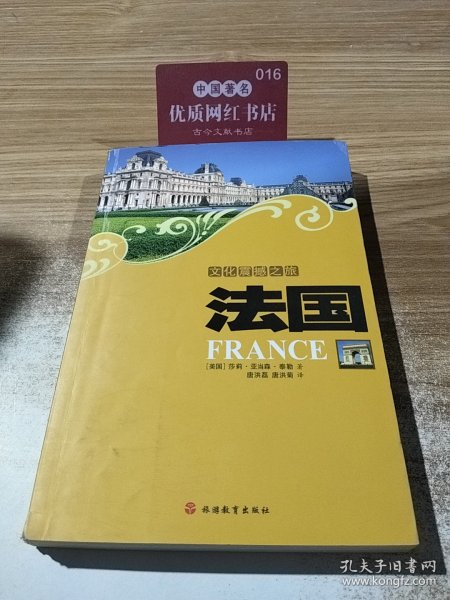 016
中国著名
优质网红书店
古今文献书店
文化震撼之旅
法国
FRANCE
[美国] 莎莉·亚当森·泰勒 著
唐洪磊 唐洪菊 译
旅游教育出版社
孔夫子旧书网
www.kongfz.com